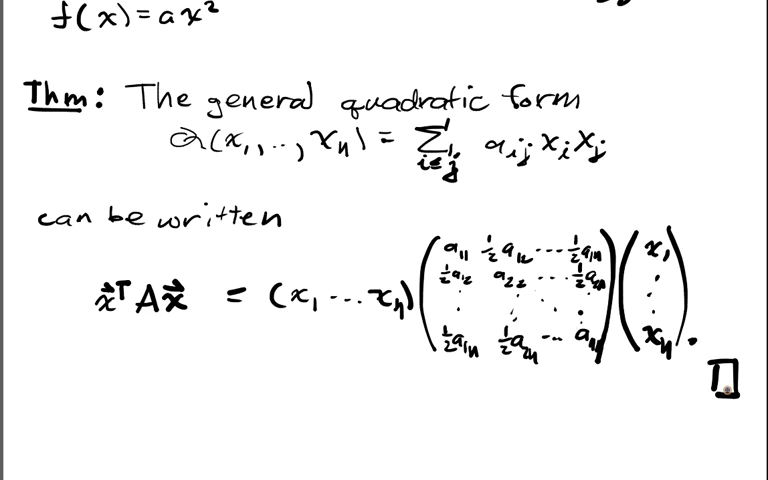 f(x) = ax²
Thm: The general quadratic form
Q(x₁, .., xₙ) = ∑_{i≤j} aᵢⱼ xᵢ xⱼ
can be written
x⃗ᵀ A x⃗ = (x₁ ... xₙ) ( a₁₁ ½a₁₂ ... ½a₁ₙ ) ( x₁ )
½a₁₂ a₂₂ ... ½a₂ₙ
: : . : :
½a₁ₙ ½a₂ₙ ... aₙₙ xₙ .